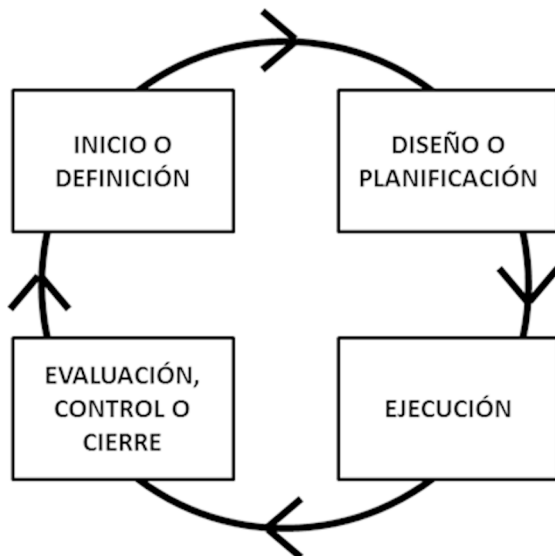 INICIO O
DEFINICIÓN
DISEÑO O
PLANIFICACIÓN
EJECUCIÓN
EVALUACIÓN,
CONTROL O
CIERRE